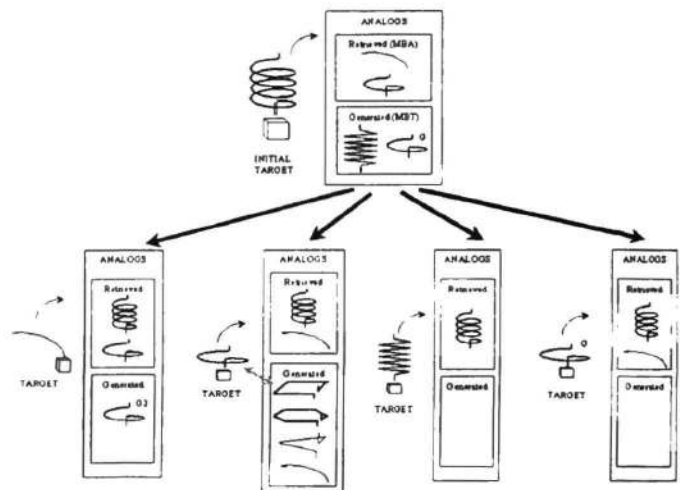 ANALOGS
Retrieved (MBA)
Generated (MBT)
INITIAL
TARGET
ANALOGS
Retrieved
TARGET
Generated
ANALOGS
Retrieved
TARGET
Generated
ANALOGS
Retrieved
TARGET
Generated
ANALOGS
Retrieved
TARGET
Generated